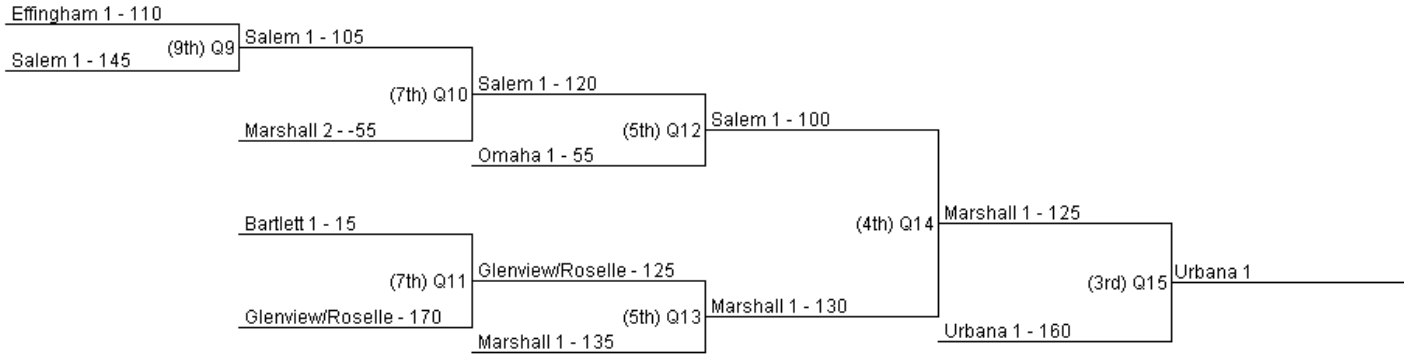 Effingham 1 - 110
(9th) Q9
Salem 1 - 145
Salem 1 - 105
(7th) Q10
Marshall 2 - -55
Salem 1 - 120
(5th) Q12
Omaha 1 - 55
Salem 1 - 100
(4th) Q14
Bartlett 1 - 15
(7th) Q11
Glenview/Roselle - 170
Glenview/Roselle - 125
(5th) Q13
Marshall 1 - 135
Marshall 1 - 130
Marshall 1 - 125
(3rd) Q15
Urbana 1 - 160
Urbana 1